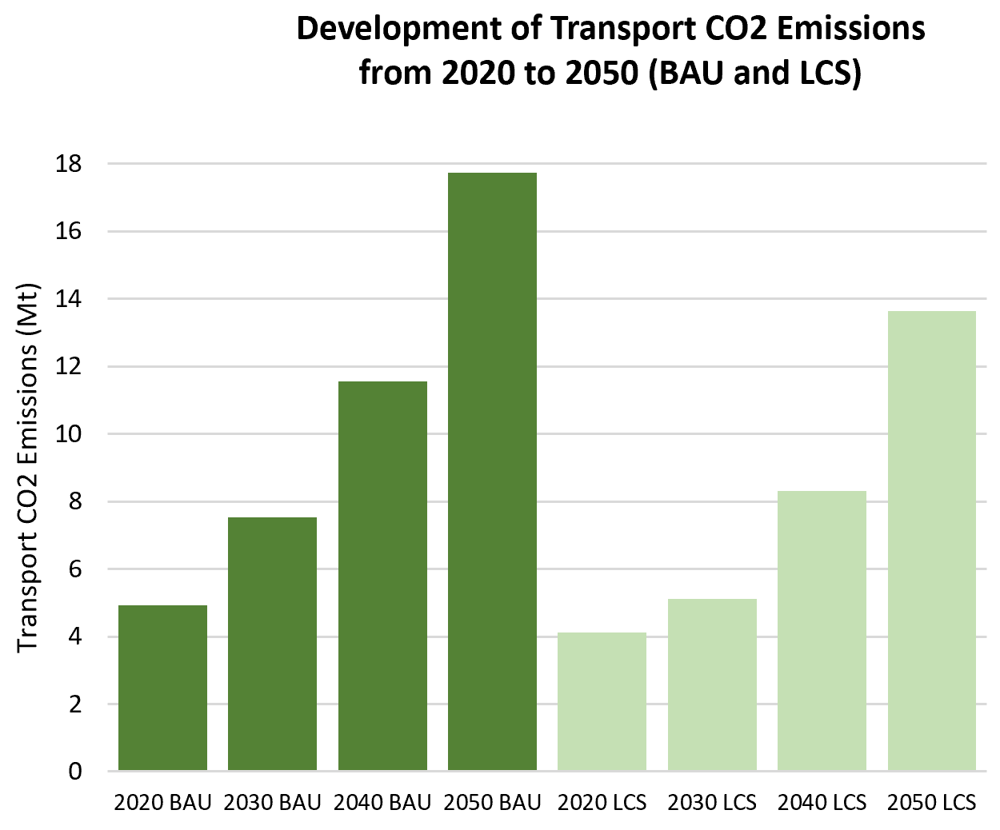 Development of Transport CO2 Emissions
from 2020 to 2050 (BAU and LCS)
Transport CO2 Emissions (Mt)
18
16
14
12
10
8
6
4
2
0
2020 BAU 2030 BAU 2040 BAU 2050 BAU 2020 LCS 2030 LCS 2040 LCS 2050 LCS